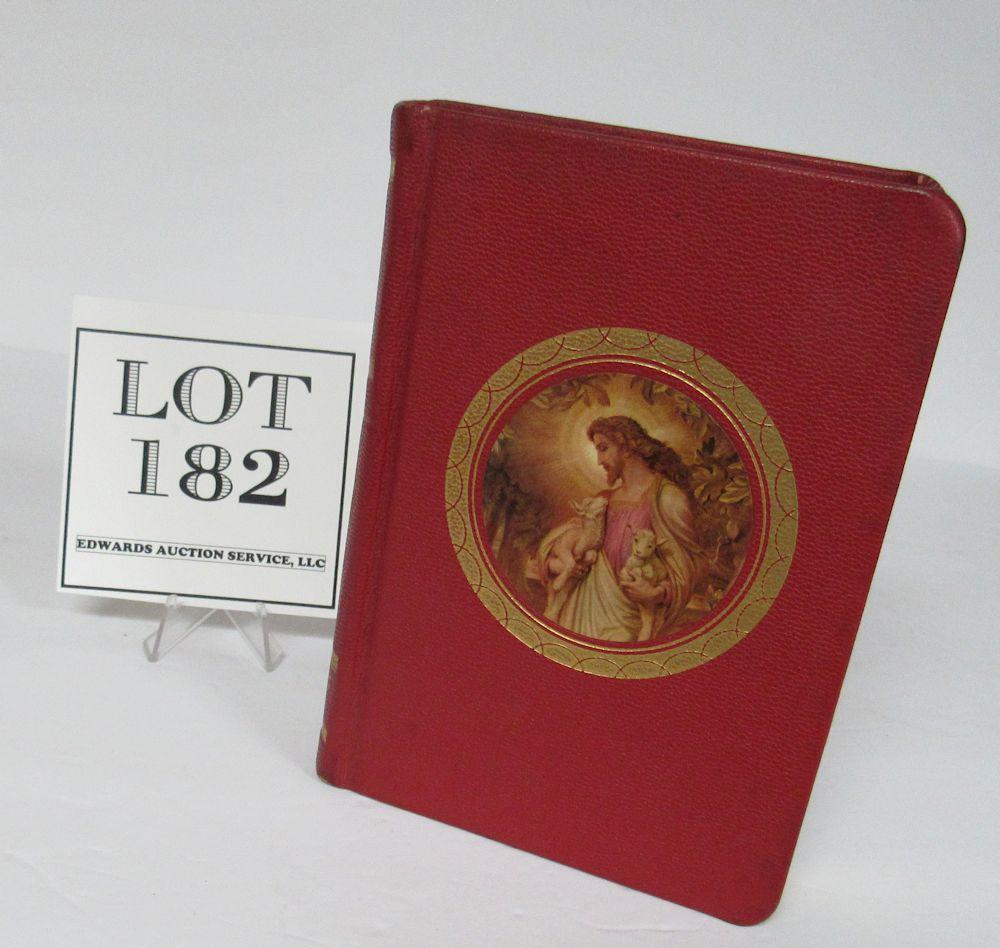 LOT
182
EDWARDS AUCTION SERVICE, LLC